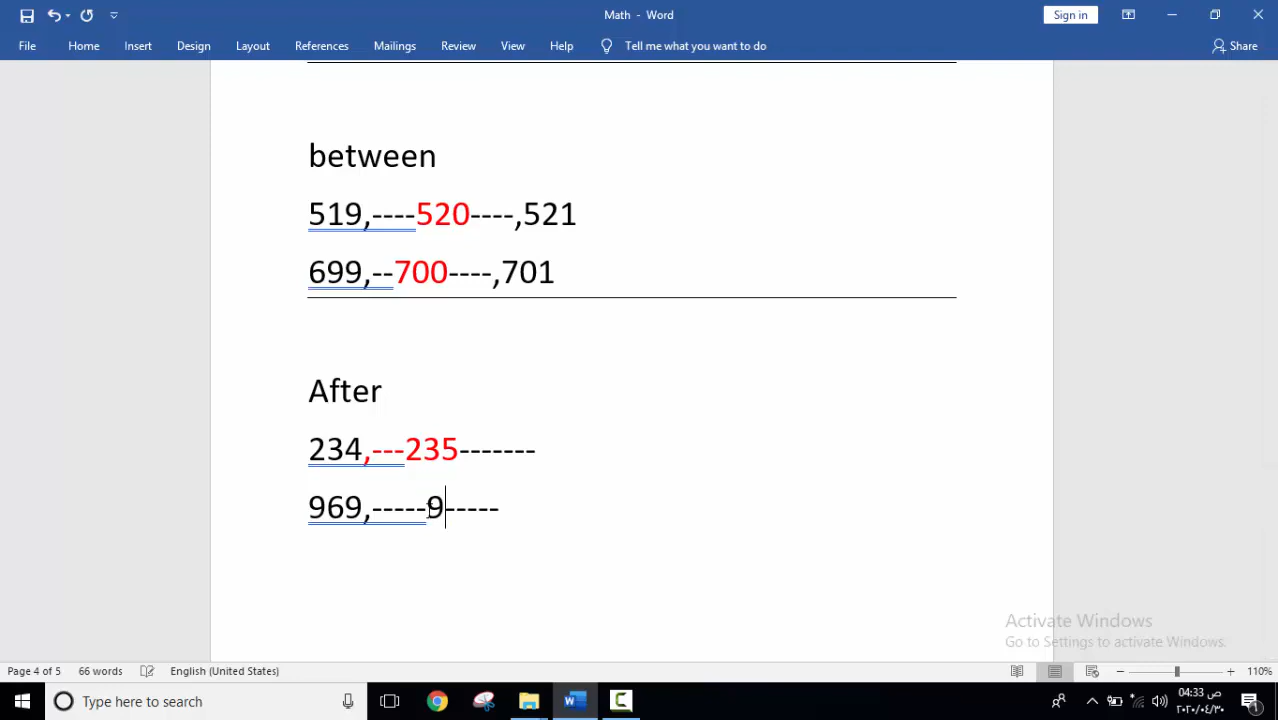 Math - Word
Sign in
File Home Insert Design Layout References Mailings Review View Help Tell me what you want to do Share
between
519,----520----,521
699,--700----,701
After
234,---235-------
969,-----9-----
Activate Windows
Go to Settings to activate Windows.
Page 4 of 5 66 words English (United States) 110%
Type here to search
04:33 ص
٢٠٢٠/٠٤/٣٠